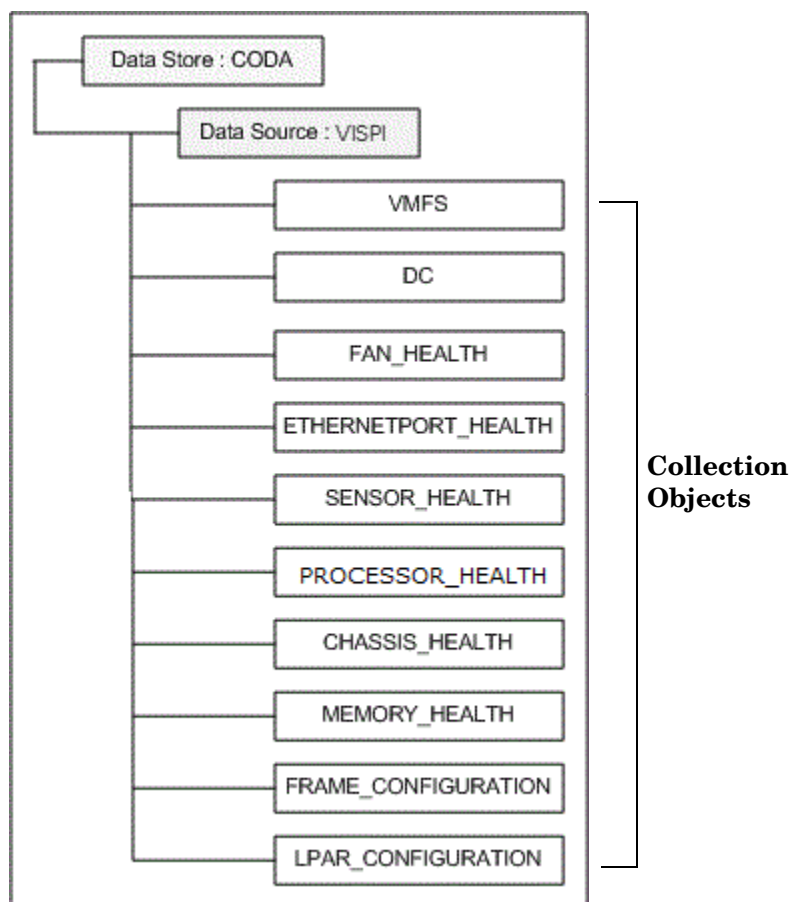 Data Store : CODA
Data Source : VISPI
VMFS
DC
FAN_HEALTH
ETHERNETPORT_HEALTH
SENSOR_HEALTH
PROCESSOR_HEALTH
CHASSIS_HEALTH
MEMORY_HEALTH
FRAME_CONFIGURATION
LPAR_CONFIGURATION
Collection
Objects